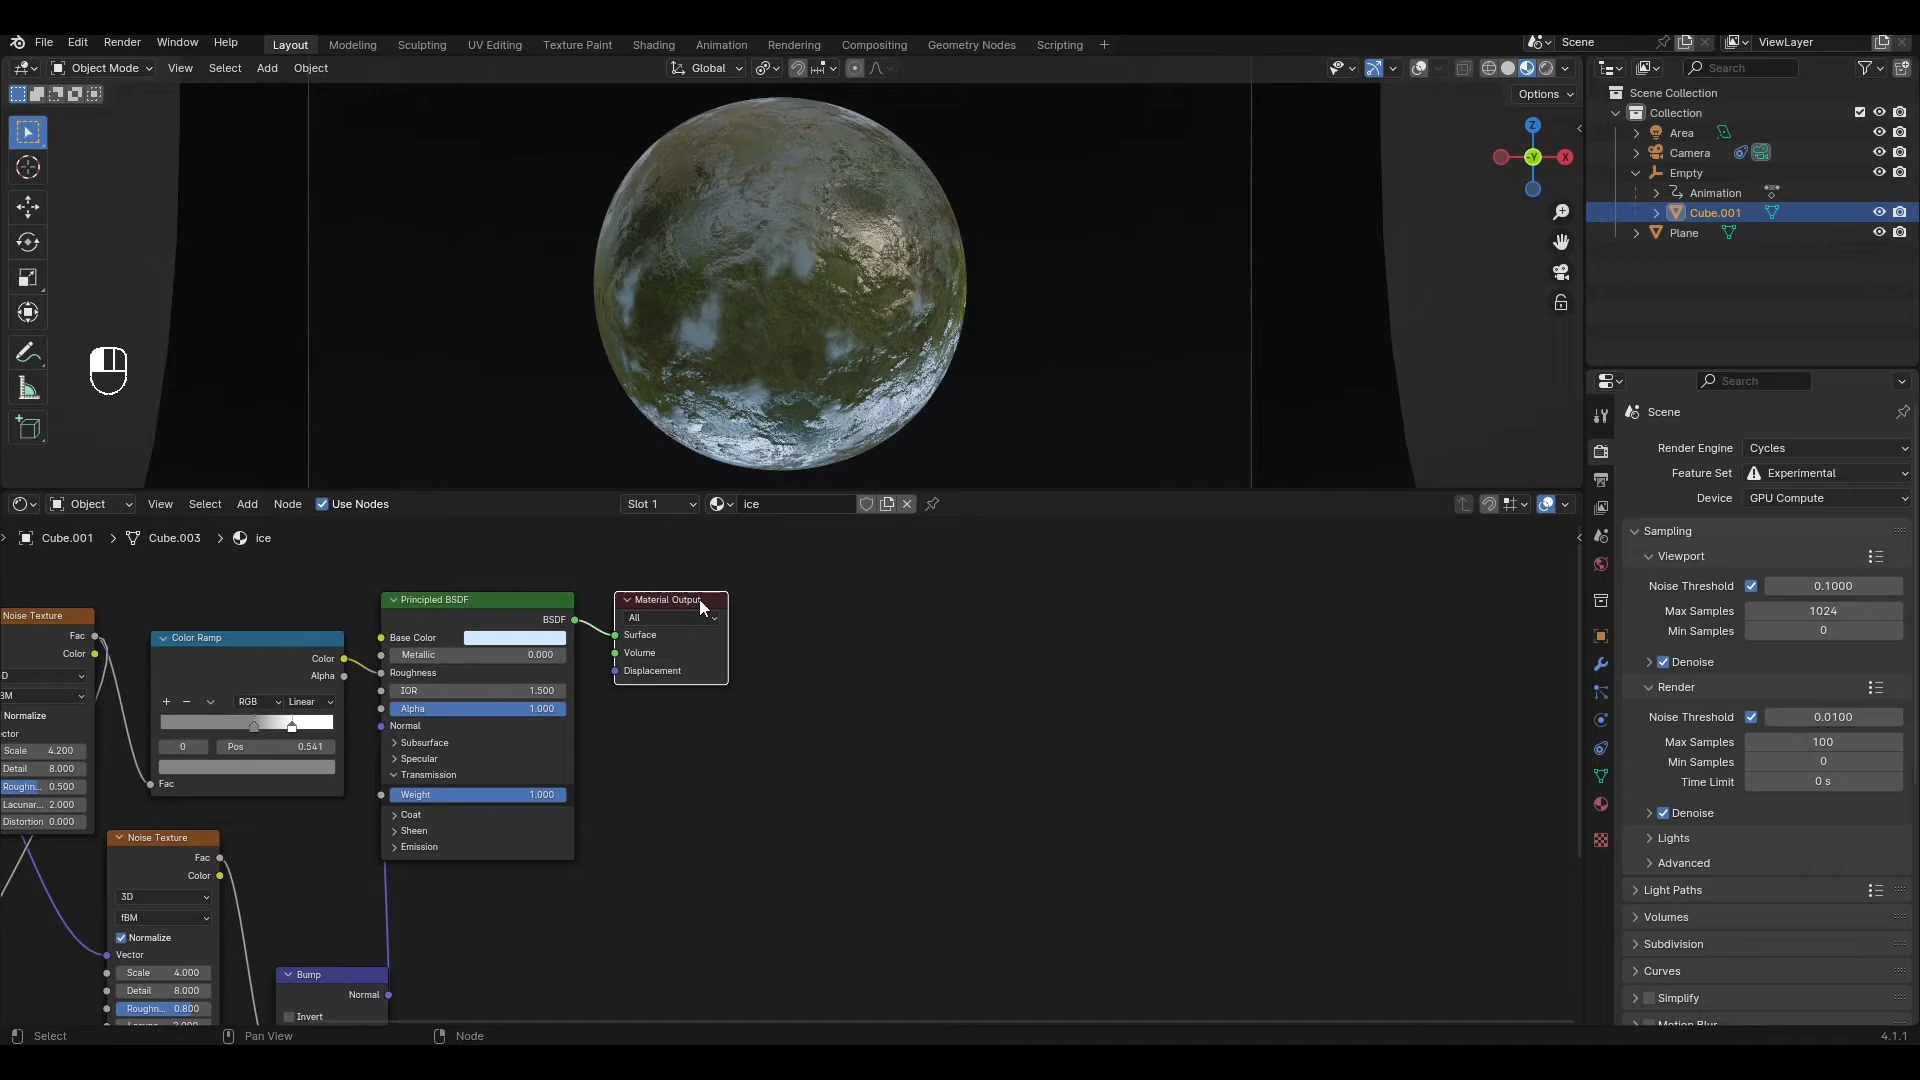 File Edit Render Window Help
Layout Modeling Sculpting UV Editing Texture Paint Shading Animation Rendering Compositing Geometry Nodes Scripting +
Scene
ViewLayer
Object Mode View Select Add Object
Global
Options
Z
-Y
X
Search
Scene Collection
Collection
Area
Camera
Empty
Animation
Cube.001
Plane
Object View Select Add Node Use Nodes
Slot 1
ice
Cube.001 > Cube.003 > ice
Noise Texture
Fac
Color
D
BM
Normalize
ctor
Scale 4.200
Detail 8.000
Roughn... 0.500
Lacunar... 2.000
Distortion 0.000
Color Ramp
Color
Alpha
RGB Linear
0 Pos 0.541
Fac
Principled BSDF
BSDF
Base Color
Metallic 0.000
Roughness
IOR 1.500
Alpha 1.000
Normal
Subsurface
Specular
Transmission
Weight 1.000
Coat
Sheen
Emission
Material Output
All
Surface
Volume
Displacement
Noise Texture
Fac
Color
3D
fBM
Normalize
Vector
Scale 4.000
Detail 8.000
Roughn... 0.800
Bump
Normal
Invert
Search
Scene
Render Engine Cycles
Feature Set Experimental
Device GPU Compute
Sampling
Viewport
Noise Threshold 0.1000
Max Samples 1024
Min Samples 0
Denoise
Render
Noise Threshold 0.0100
Max Samples 100
Min Samples 0
Time Limit 0 s
Denoise
Lights
Advanced
Light Paths
Volumes
Subdivision
Curves
Simplify
Motion Blur
Select Pan View Node 4.1.1